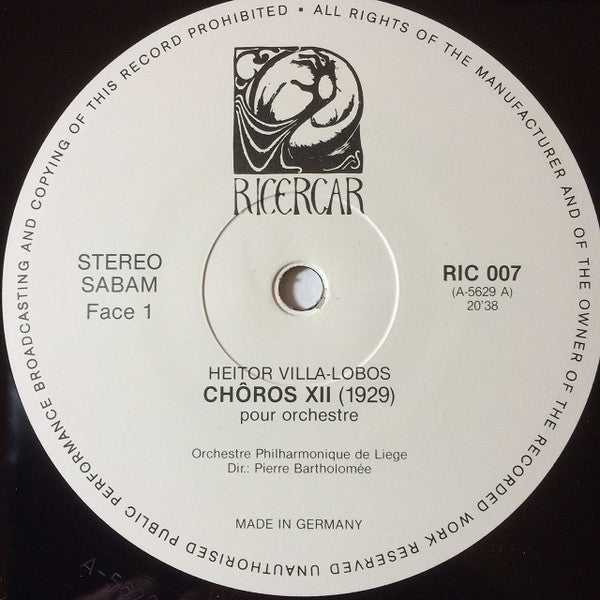 ALL RIGHTS OF THE MANUFACTURER AND OF THE OWNER OF THE RECORDED WORK RESERVED UNAUTHORISED PUBLIC PERFORMANCE BROADCASTING AND COPYING OF THIS RECORD PROHIBITED •
RICERCAR
STEREO
SABAM
Face 1
RIC 007
(A-5629 A)
20'38
HEITOR VILLA-LOBOS
CHÔROS XII (1929)
pour orchestre
Orchestre Philharmonique de Liege
Dir.: Pierre Bartholomée
MADE IN GERMANY